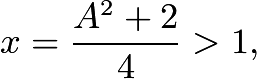 x = \frac{A^2 + 2}{4} > 1,